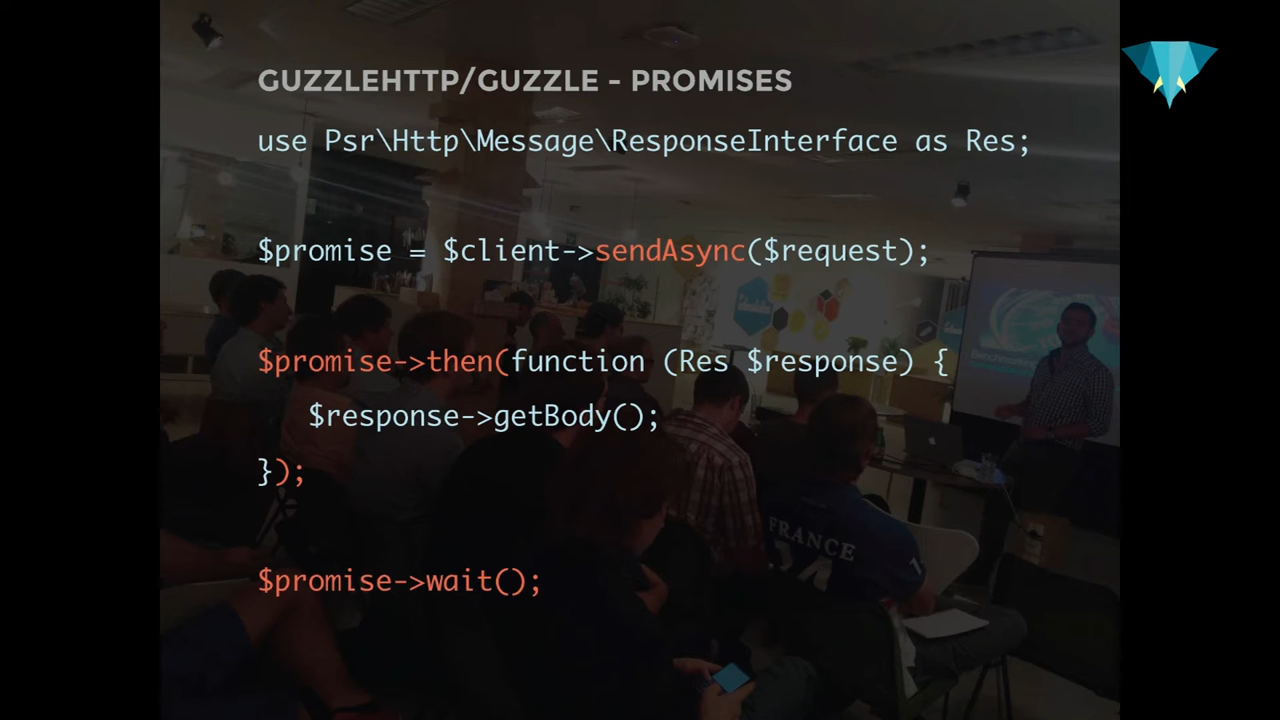 GUZZLEHTTP/GUZZLE - PROMISES
use Psr\Http\Message\ResponseInterface as Res;
$promise = $client->sendAsync($request);
$promise->then(function (Res $response) {
   $response->getBody();
});
$promise->wait();
FRANCE